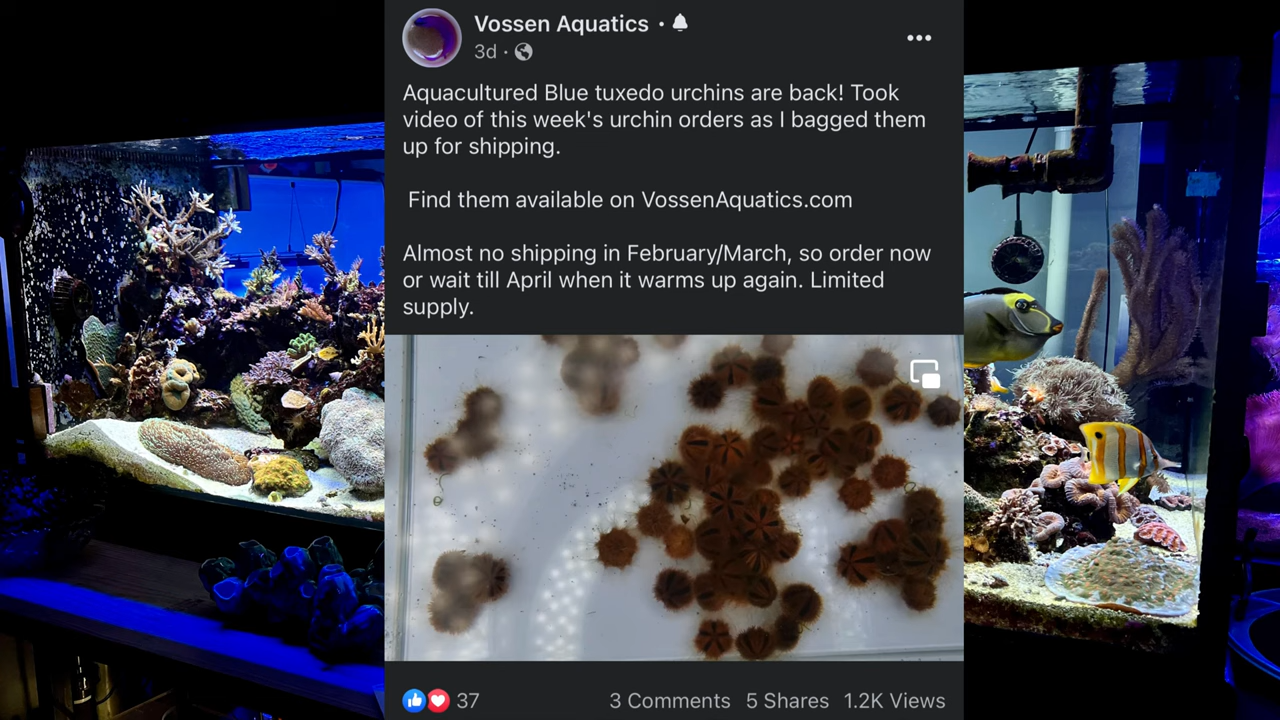 Vossen Aquatics ·
3d ·
Aquacultured Blue tuxedo urchins are back! Took
video of this week's urchin orders as I bagged them
up for shipping.
Find them available on VossenAquatics.com
Almost no shipping in February/March, so order now
or wait till April when it warms up again. Limited
supply.
37
3 Comments 5 Shares 1.2K Views